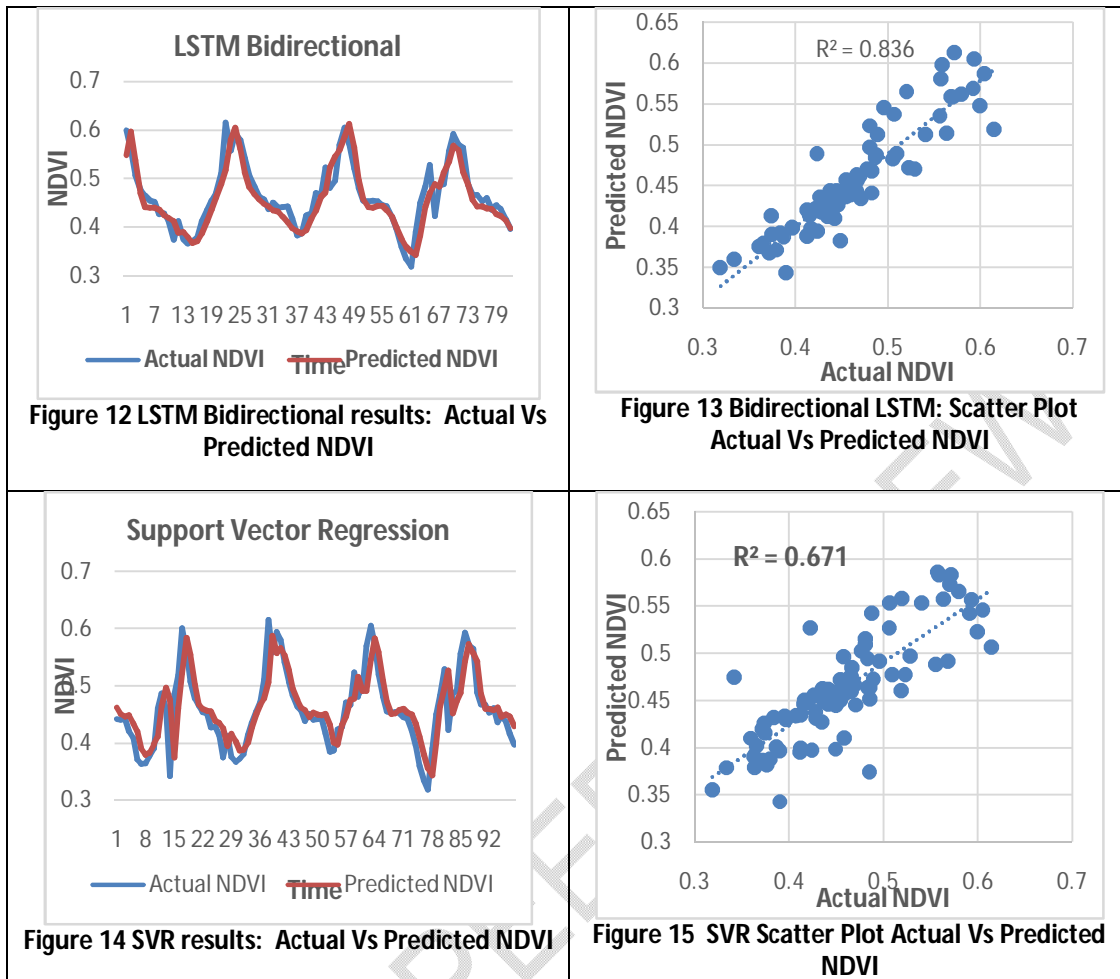 LSTM Bidirectional
0.7
0.6
0.5
0.4
0.3
NDVI
1 7 13 19 25 31 37 43 49 55 61 67 73 79
Time
Actual NDVI Predicted NDVI
Figure 12 LSTM Bidirectional results: Actual Vs
Predicted NDVI
0.65
0.6
0.55
0.5
0.45
0.4
0.35
0.3
Predicted NDVI
R² = 0.836
0.3 0.4 0.5 0.6 0.7
Actual NDVI
Figure 13 Bidirectional LSTM: Scatter Plot
Actual Vs Predicted NDVI
Support Vector Regression
0.7
0.6
0.5
0.4
0.3
NDVI
1 8 15 22 29 36 43 50 57 64 71 78 85 92
Time
Actual NDVI Predicted NDVI
Figure 14 SVR results: Actual Vs Predicted NDVI
0.65
0.6
0.55
0.5
0.45
0.4
0.35
0.3
Predicted NDVI
R² = 0.671
0.3 0.4 0.5 0.6 0.7
Actual NDVI
Figure 15 SVR Scatter Plot Actual Vs Predicted
NDVI